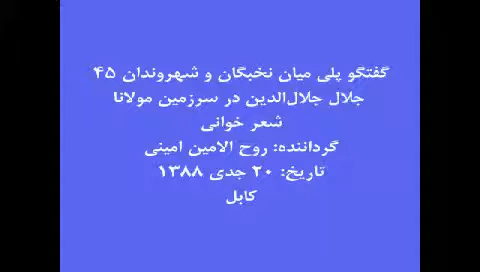 گفتگو پلی میان نخبگان و شهروندان ۴۵
جلال جلال‌الدین در سرزمین مولانا
شعر خوانی
گرداننده: روح الامین امینی
تاریخ: ۲۰ جدی ۱۳۸۸
کابل